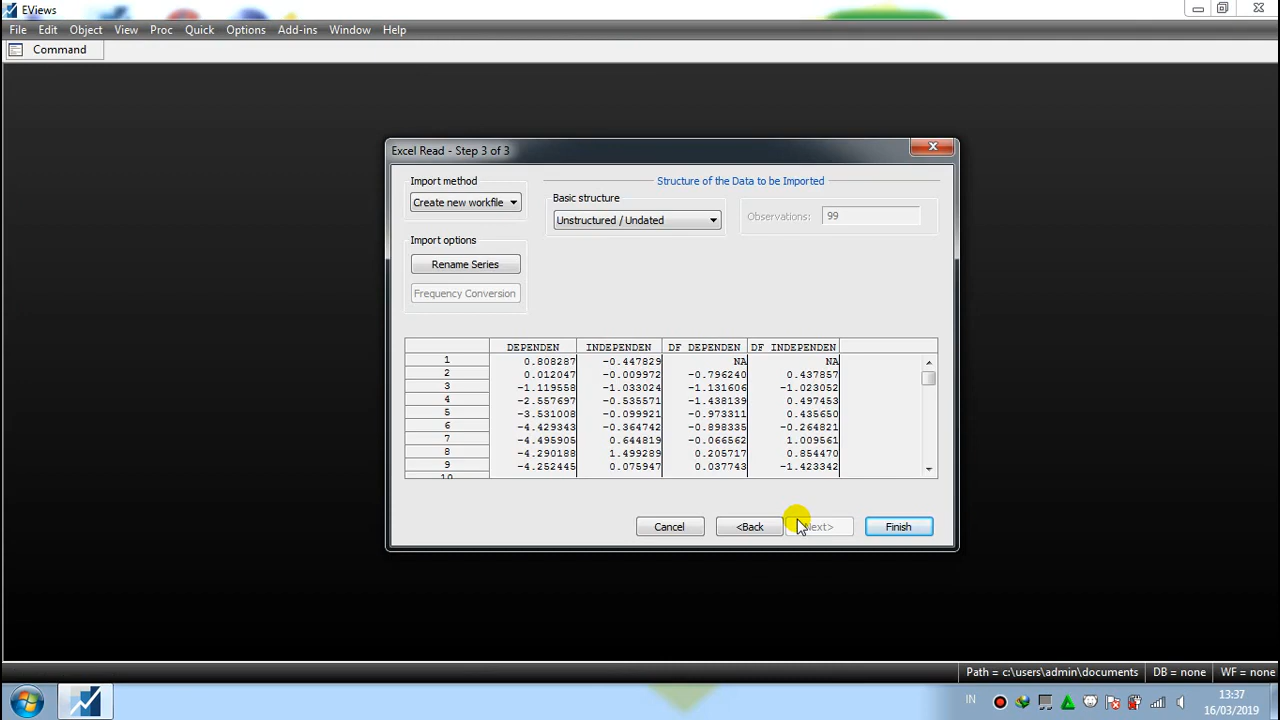 EViews
File Edit Object View Proc Quick Options Add-ins Window Help
Command
Excel Read - Step 3 of 3
Import method
Create new workfile
Import options
Rename Series
Frequency Conversion
Structure of the Data to be Imported
Basic structure
Unstructured / Undated
Observations: 99
DEPENDEN INDEPENDEN DF DEPENDEN DF INDEPENDEN
1 0.808287 -0.447829 NA NA
2 0.012047 -0.009972 -0.796240 0.437857
3 -1.119558 -1.033024 -1.131606 -1.023052
4 -2.557697 -0.535571 -1.438139 0.497453
5 -3.531008 -0.099921 -0.973311 0.435650
6 -4.429343 -0.364742 -0.898335 -0.264821
7 -4.495905 0.644819 -0.066562 1.009561
8 -4.290188 1.499289 0.205717 0.854470
9 -4.252445 0.075947 0.037743 -1.423342
10
Cancel <Back Next> Finish
Path = c:\users\admin\documents DB = none WF = none
IN
13:37
16/03/2019